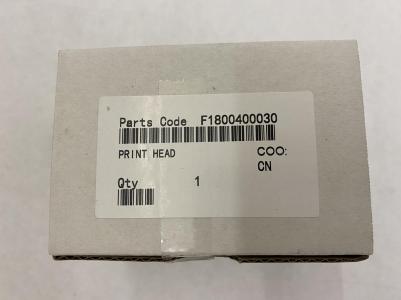 Parts Code F1800400030
PRINT HEAD COO:
CN
Qty 1